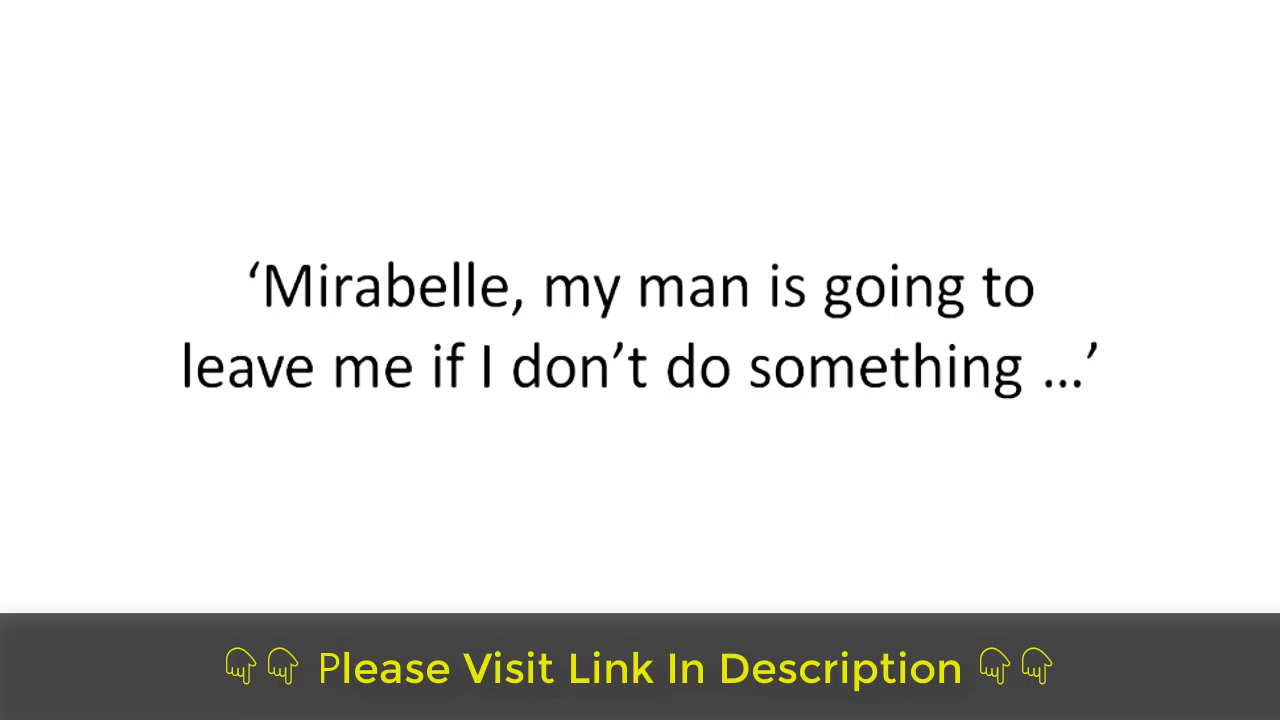 ‘Mirabelle, my man is going to
leave me if I don’t do something …’
👇👇 Please Visit Link In Description 👇👇